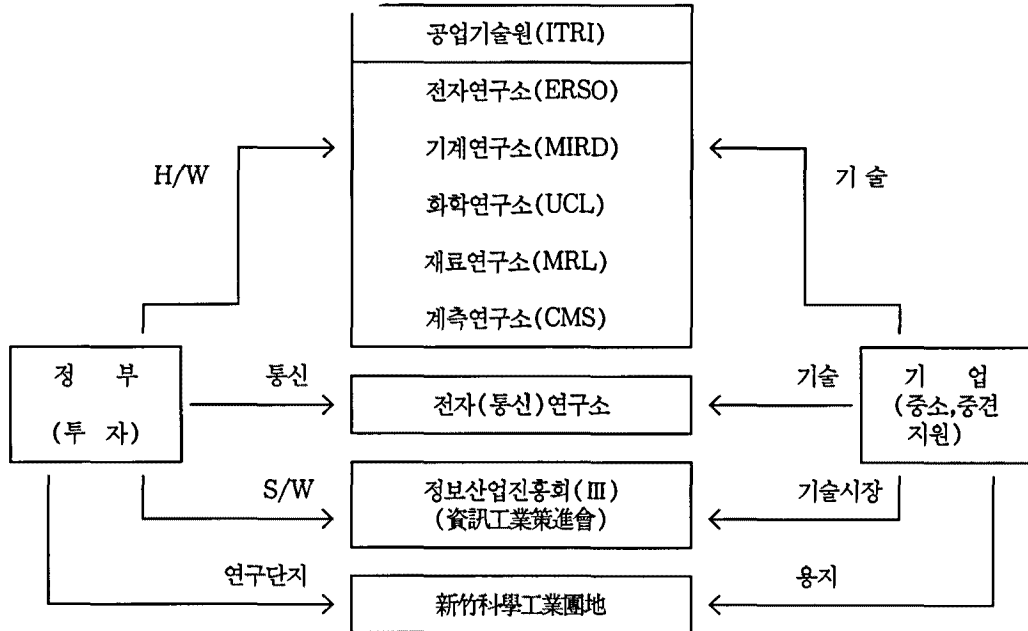 공업기술원(ITRI)
전자연구소(ERSO)
기계연구소(MIRD)
H/W
기 술
화학연구소(UCL)
재료연구소(MRL)
계측연구소(CMS)
정 부
(투 자)
통신
전자(통신)연구소
기술
기 업
(중소,중견
지원)
S/W
정보산업진흥회(Ⅲ)
(資訊工業策進會)
기술시장
연구단지
新竹科學工業團地
용지